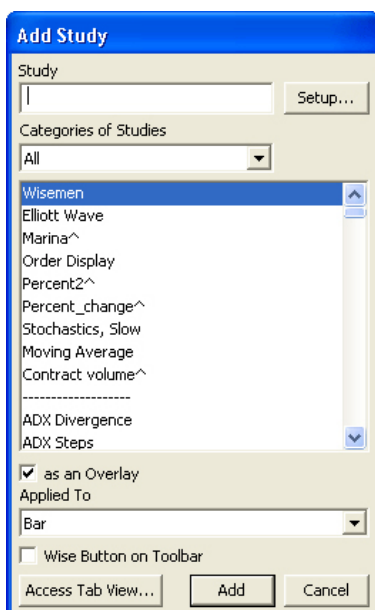 Add Study
Study
Setup...
Categories of Studies
All
Wisemen
Elliott Wave
Marina^
Order Display
Percent2^
Percent_change^
Stochastics, Slow
Moving Average
Contract volume^
-------------------
ADX Divergence
ADX Steps
as an Overlay
Applied To
Bar
Wise Button on Toolbar
Access Tab View... Add Cancel